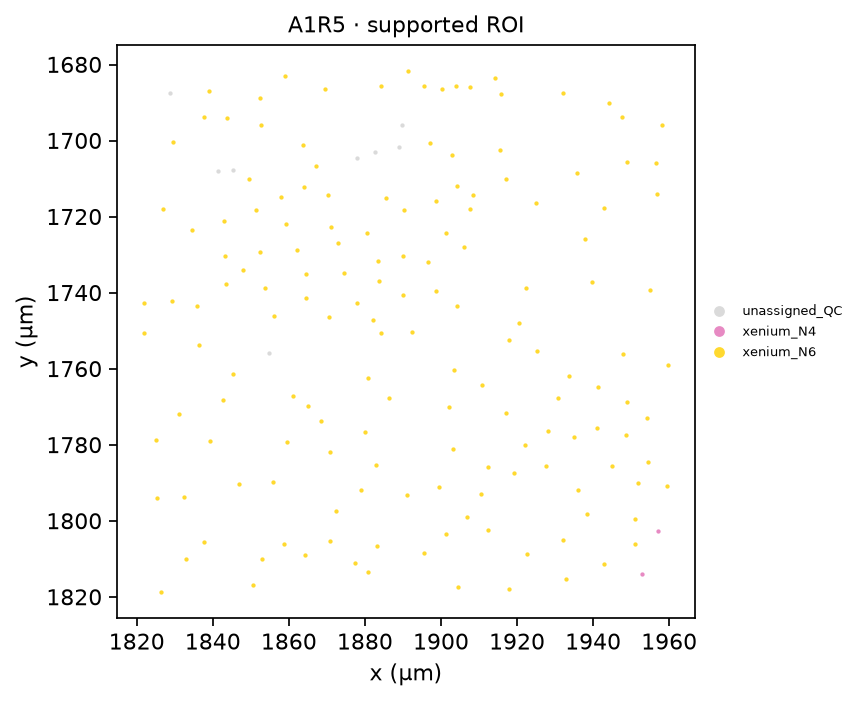 A1R5 · supported ROI
1680
1700
1720
1740
1760
1780
1800
1820
y (μm)
1820 1840 1860 1880 1900 1920 1940 1960
x (μm)
unassigned_QC
xenium_N4
xenium_N6